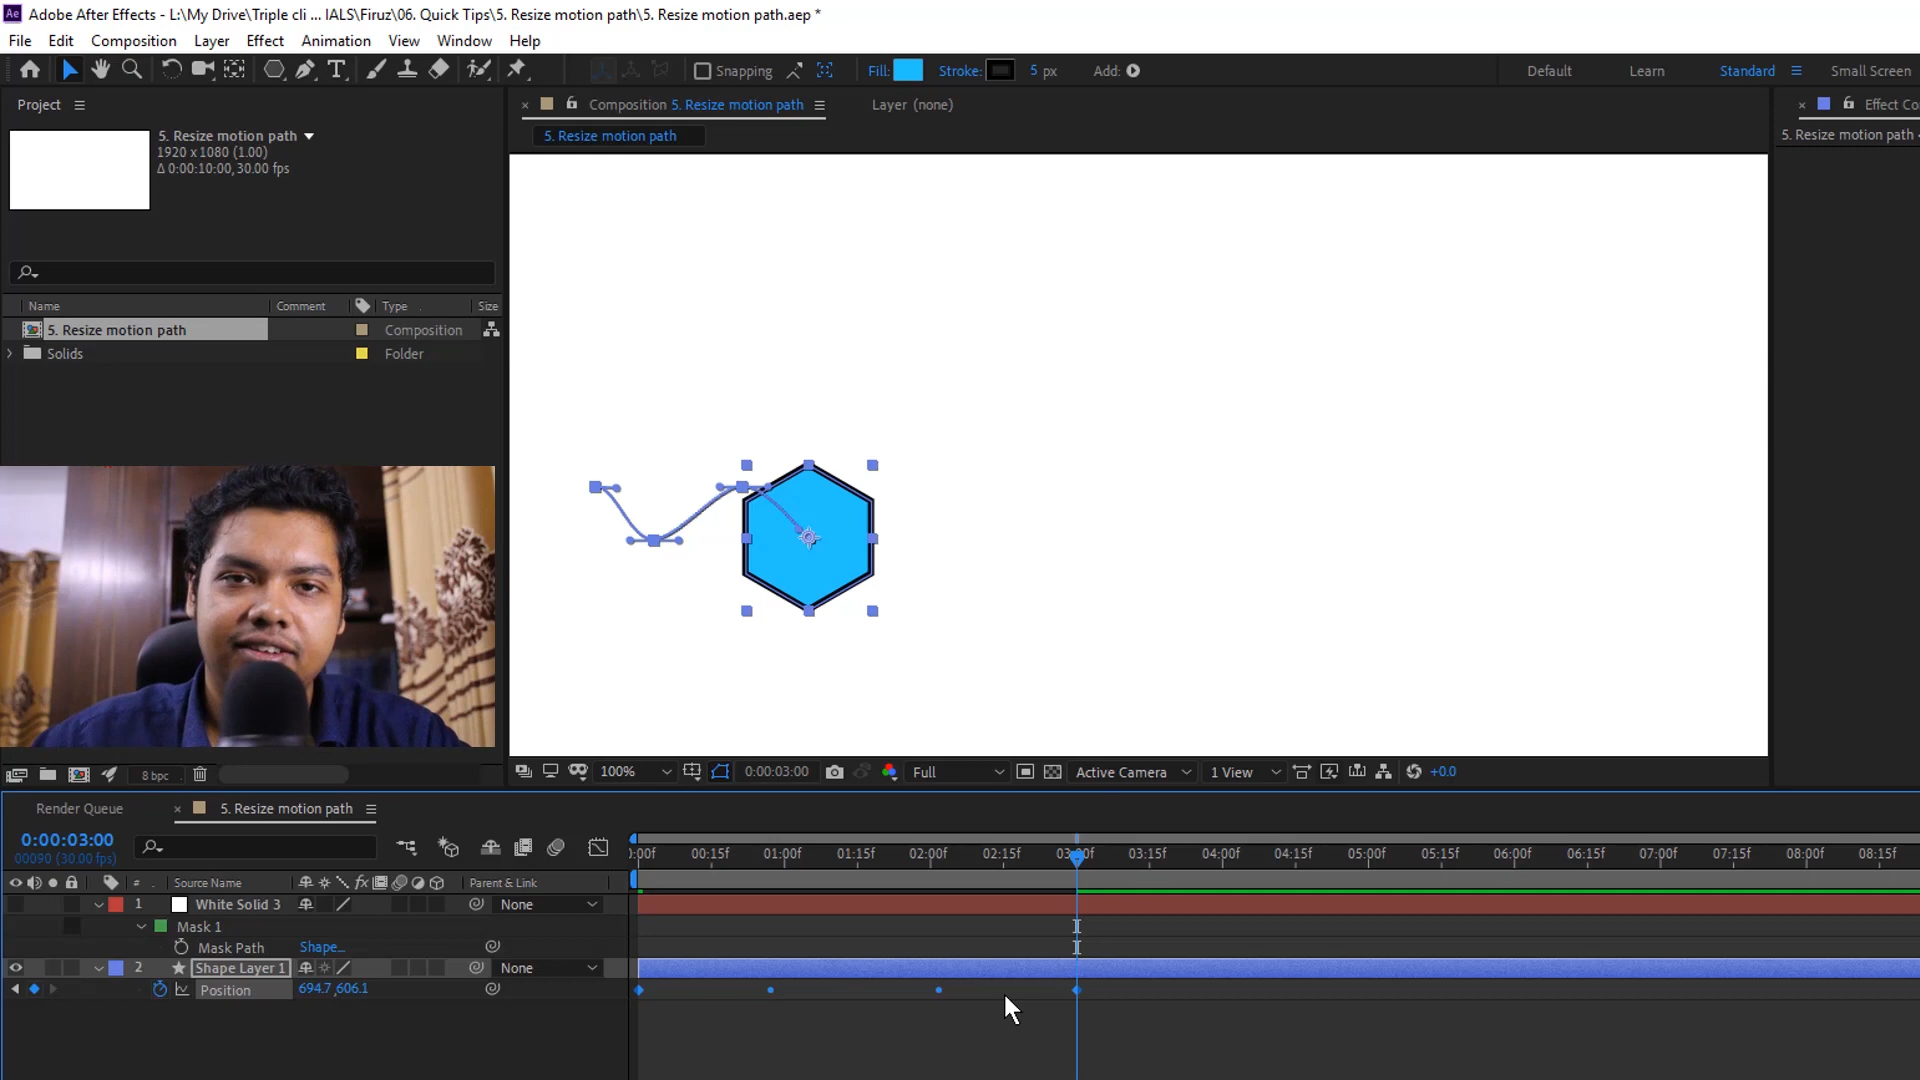 Ae Adobe After Effects - L:\My Drive\Triple cli ... IALS\Firuz\06. Quick Tips\5. Resize motion path\5. Resize motion path.aep *
File Edit Composition Layer Effect Animation View Window Help
Snapping Fill: Stroke: 5 px Add: Default Learn Standard Small Screen
Project Composition 5. Resize motion path Layer (none) Effect Co
5. Resize motion path
1920 x 1080 (1.00)
Δ 0:00:10:00, 30.00 fps
5. Resize motion path
5. Resize motion path
Name Comment Type Size
5. Resize motion path Composition
Solids Folder
8 bpc
100% 0:00:03:00 Full Active Camera 1 View +0.0
Render Queue 5. Resize motion path
0:00:03:00
00090 (30.00 fps)
):00f 00:15f 01:00f 01:15f 02:00f 02:15f 03:00f 03:15f 04:00f 04:15f 05:00f 05:15f 06:00f 06:15f 07:00f 07:15f 08:00f 08:15f
# Source Name fx Parent & Link
1 White Solid 3 None
Mask 1
Mask Path Shape...
2 Shape Layer 1 None
Position 694.7,606.1